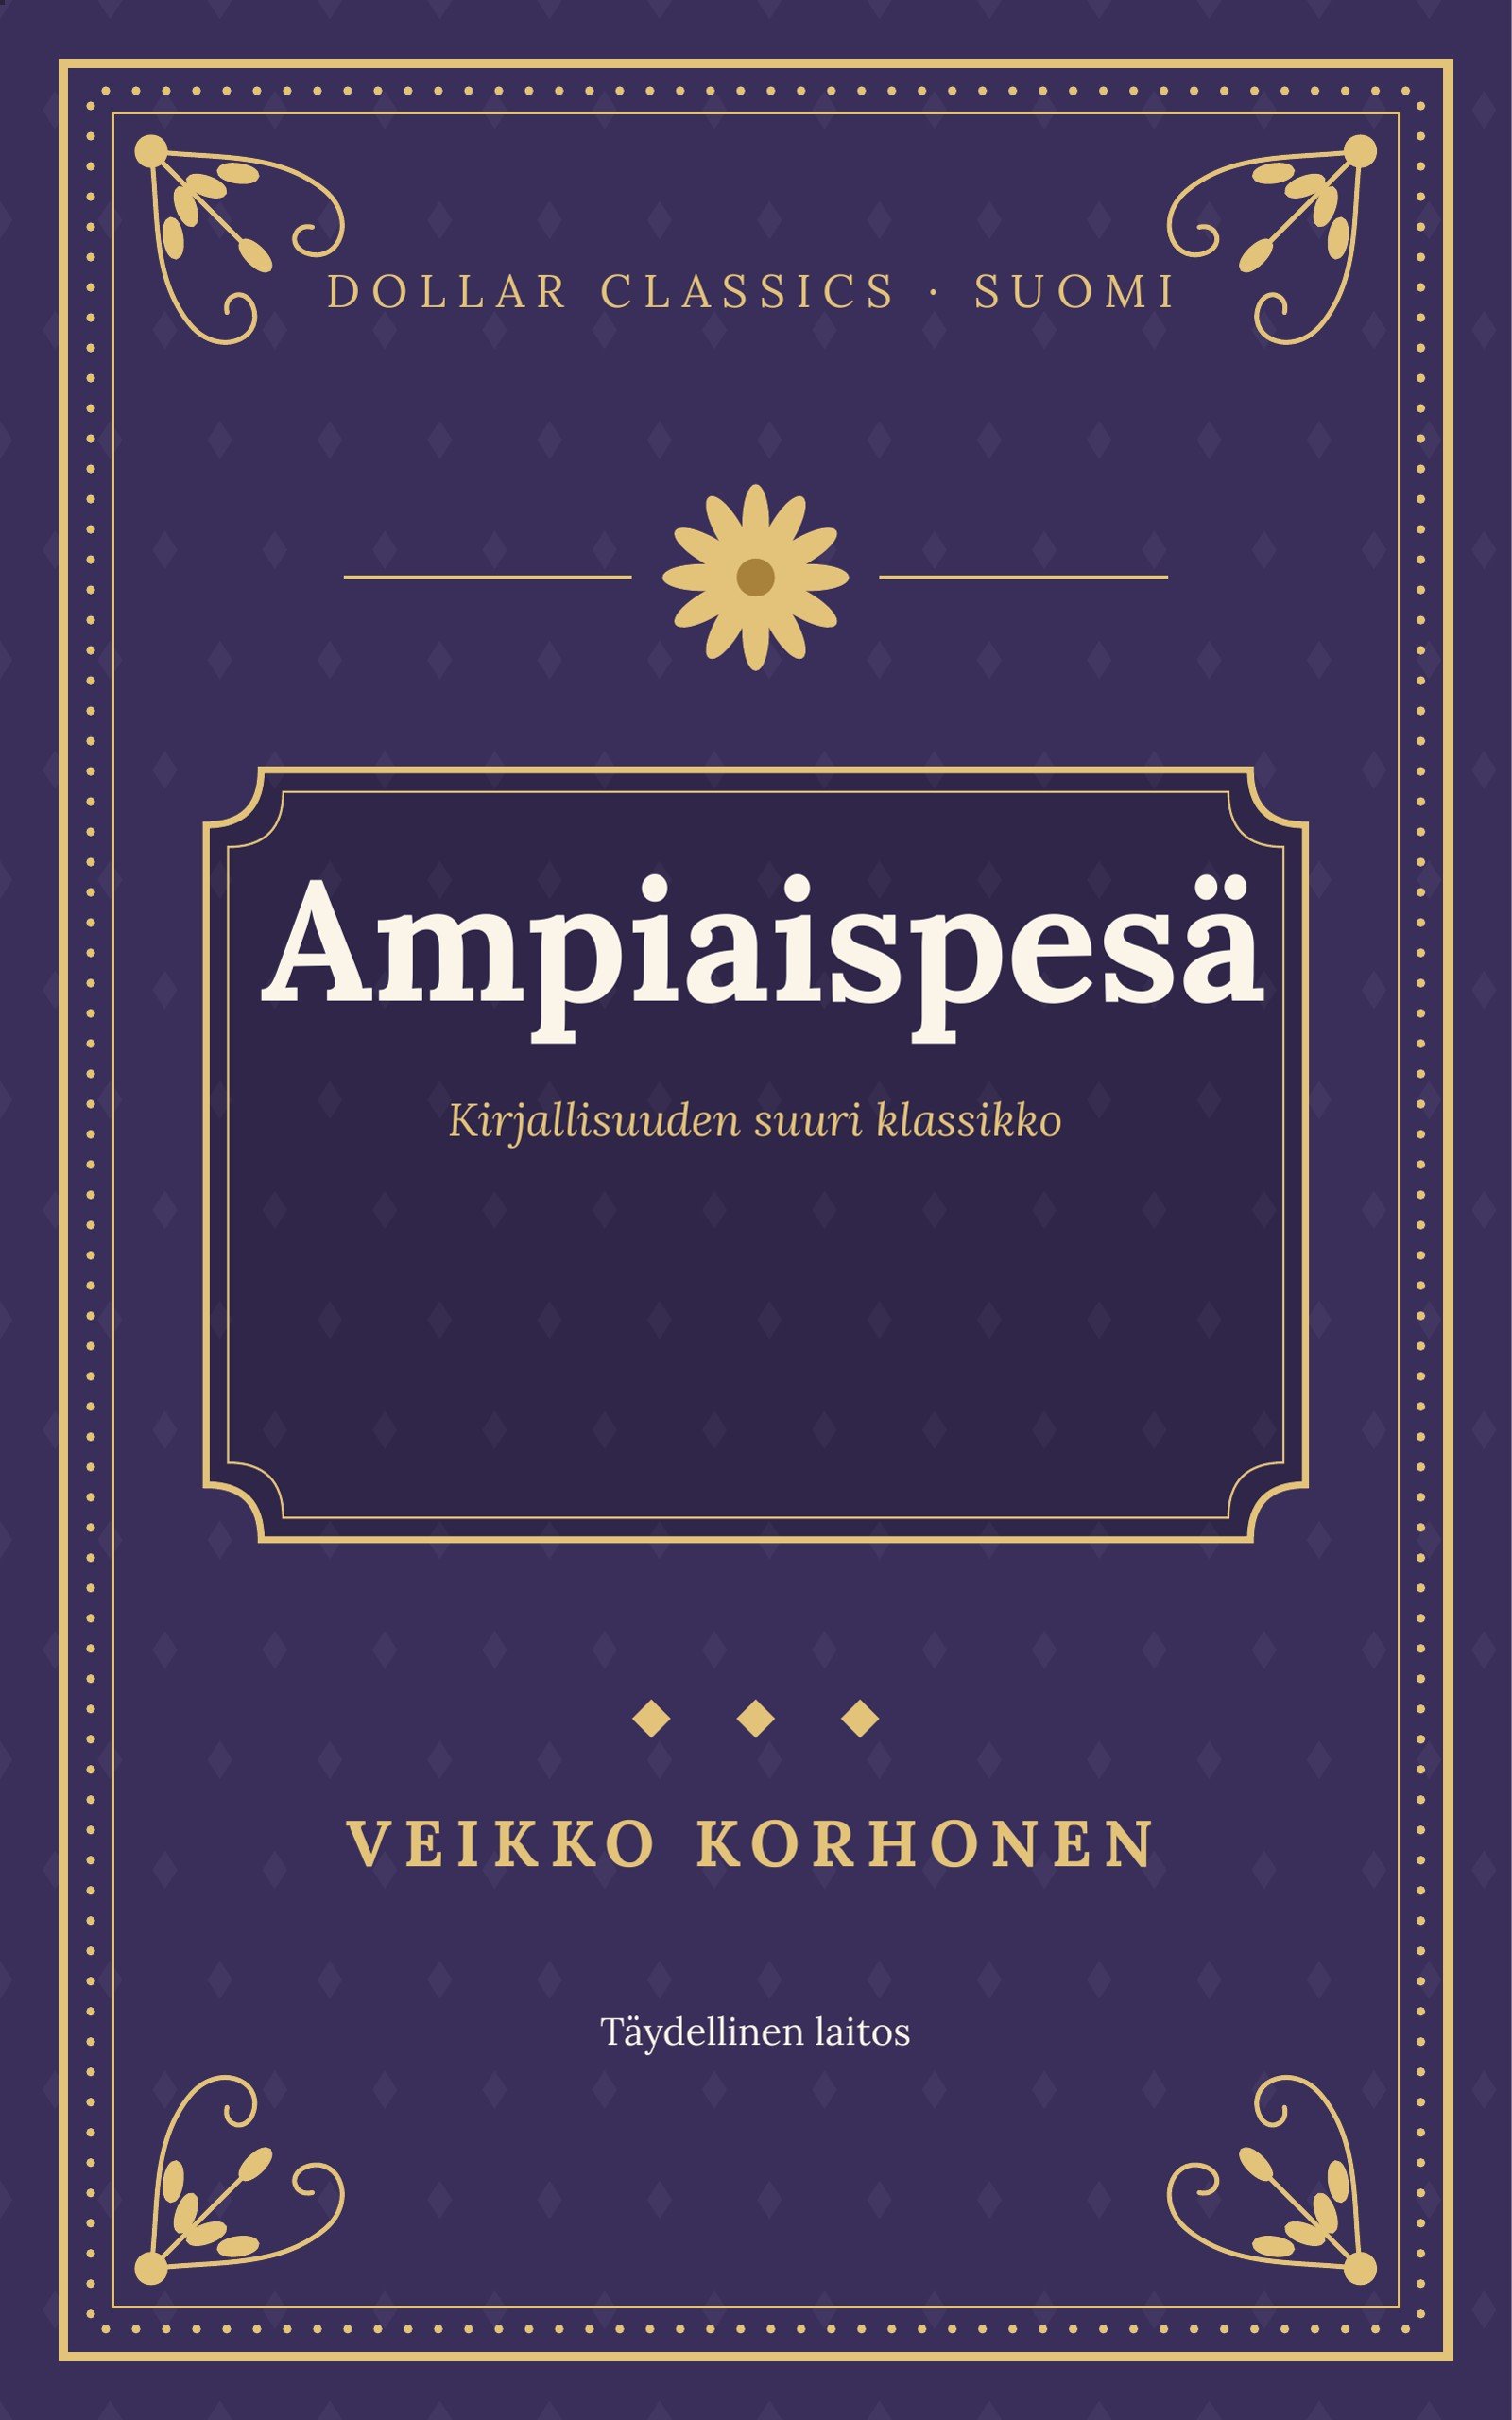 DOLLAR CLASSICS · SUOMI
Ampiaispesä
Kirjallisuuden suuri klassikko
VEIKKO KORHONEN
Täydellinen laitos